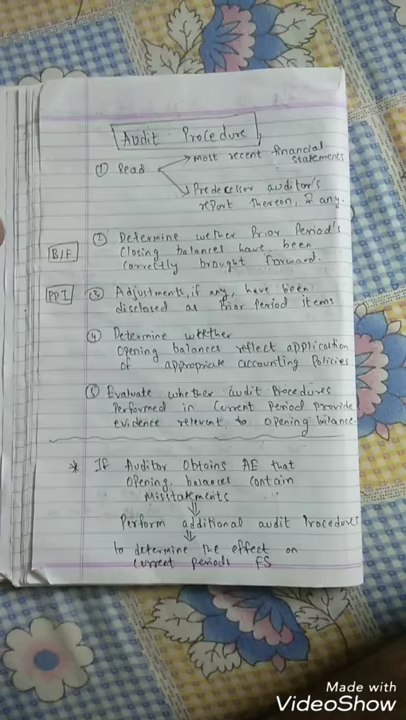 Audit Procedure
① Read
Most recent financial
statements
Predecessor auditor's
report thereon, if any.
② Determine wether Prior Period's
B/F
closing balances have been
correctly brought forward.
PPI
③ Adjustments, if any, have been
disclosed as Prior Period items
④ Determine whether
Opening balances reflect application
of appropriate accounting Policies
⑤ Evaluate whether audit Procedures
Performed in Current Period Provide
evidence relevent to opening balance.
* If Auditor Obtains AE that
Opening balances contain
Misstatements
Perform additional audit Procedures
to determine the effect on
current periods FS
Made with
VideoShow